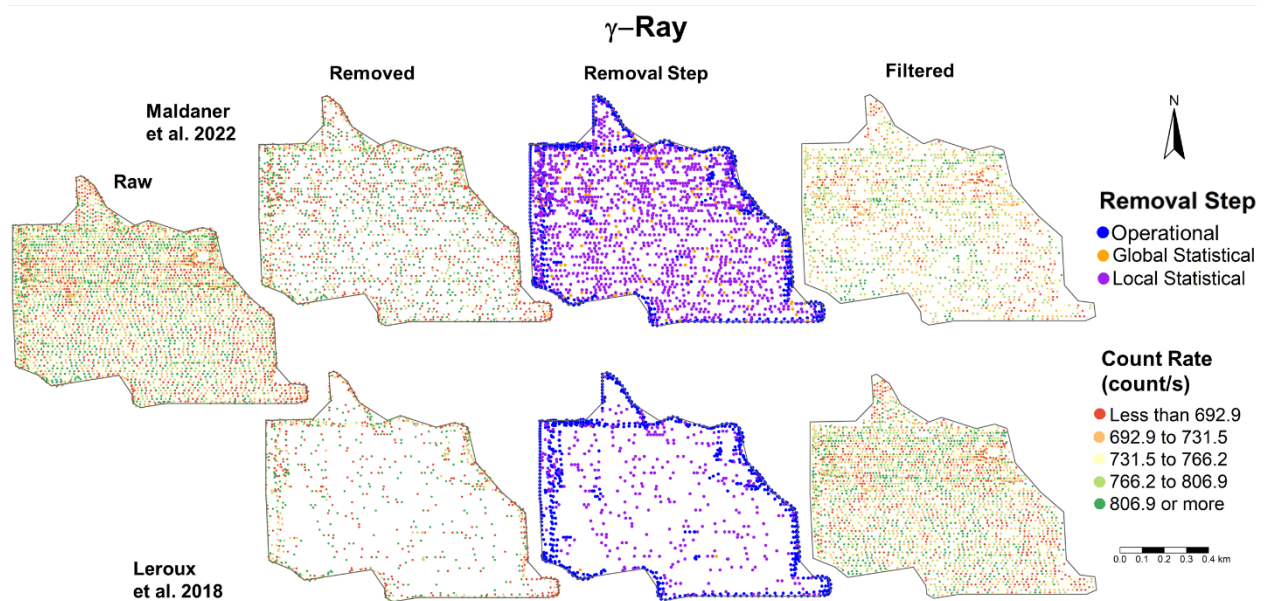 γ–Ray
Removed
Removal Step
Filtered
Maldaner
et al. 2022
Raw
Leroux
et al. 2018
N
Removal Step
Operational
Global Statistical
Local Statistical
Count Rate
(count/s)
Less than 692.9
692.9 to 731.5
731.5 to 766.2
766.2 to 806.9
806.9 or more
0.0 0.1 0.2 0.3 0.4 km